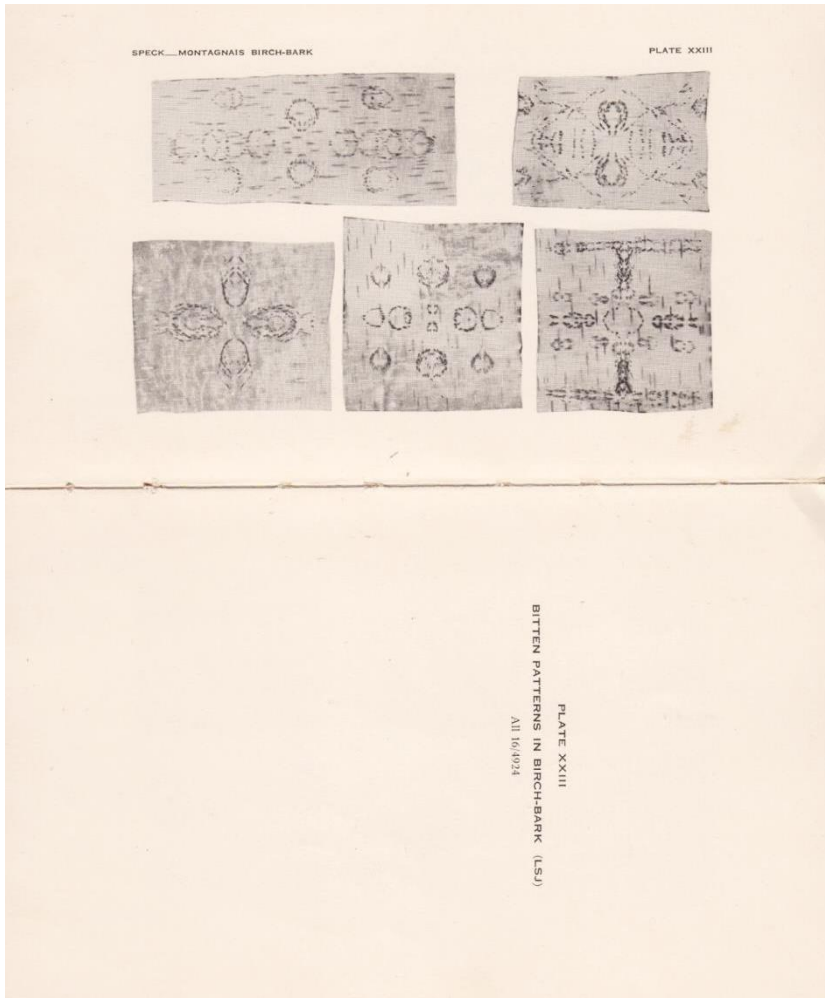 SPECK—MONTAGNAIS BIRCH-BARK
PLATE XXIII
PLATE XXIII
BITTEN PATTERNS IN BIRCH-BARK (LSJ)
All 16/4924